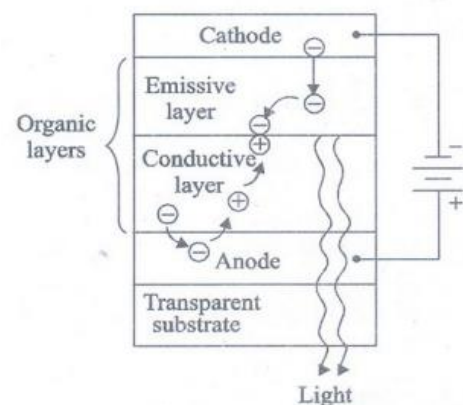 Cathode
Emissive
layer
Organic
layers
Conductive
layer
Anode
Transparent
substrate
Light